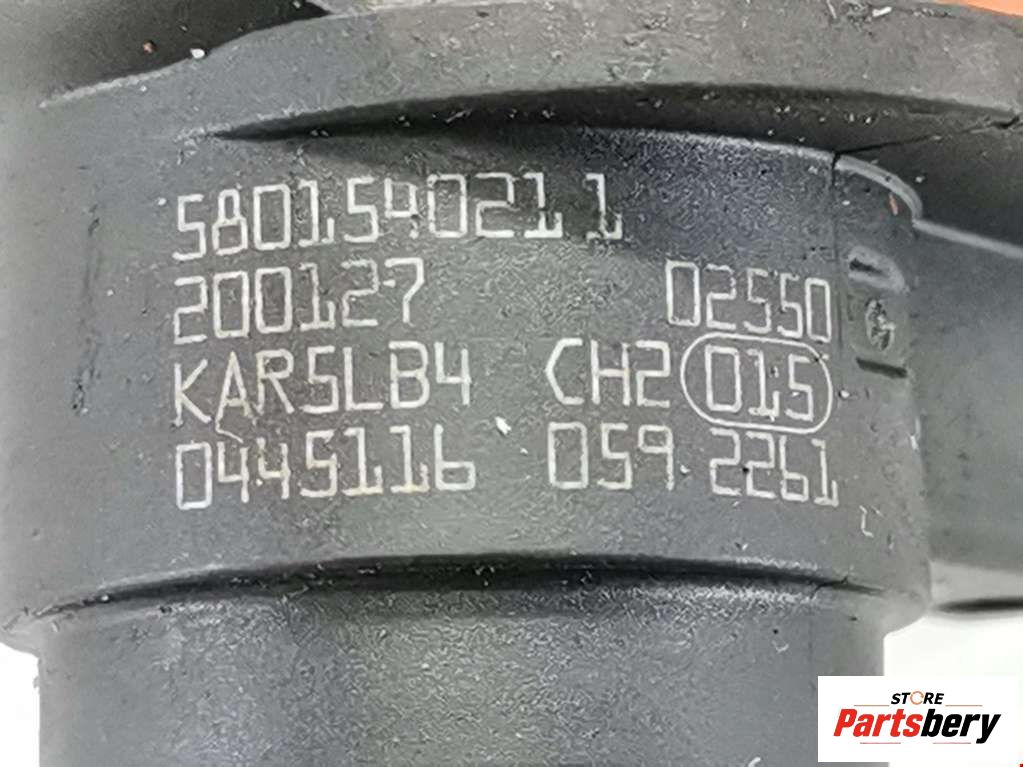 5801540211
200127 02550
KAR5LB4 CH2 015
0445116 059 2261
G
STORE
Partsbery